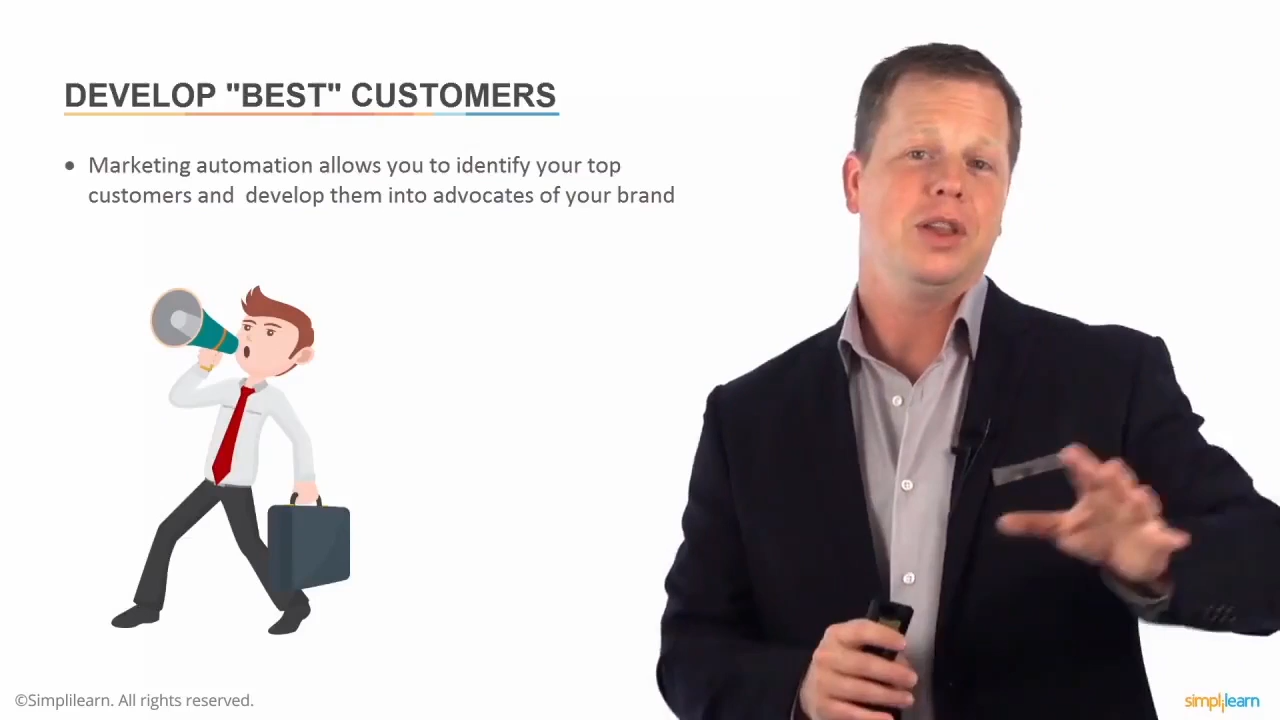 DEVELOP "BEST" CUSTOMERS
• Marketing automation allows you to identify your top
customers and  develop them into advocates of your brand
©Simplilearn. All rights reserved.
simplilearn